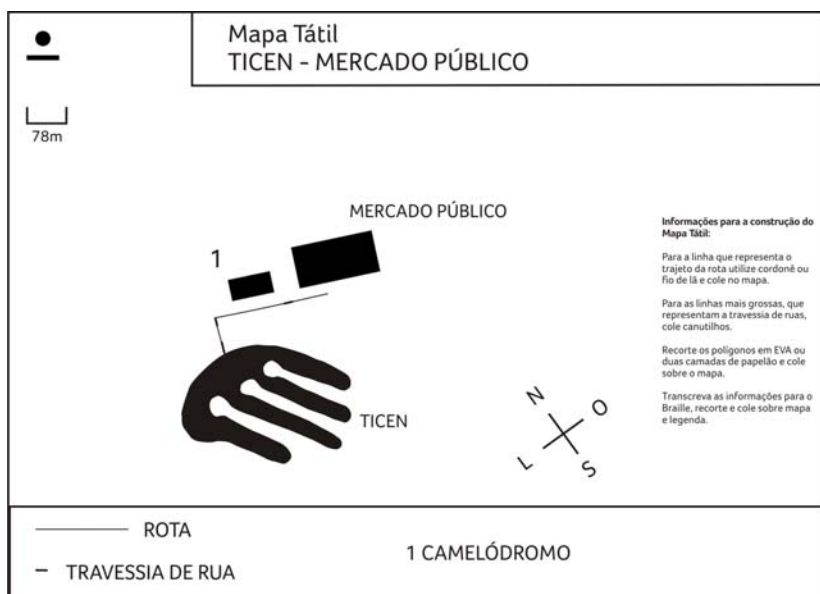 Mapa Tátil
TICEN - MERCADO PÚBLICO
78m
MERCADO PÚBLICO
1
TICEN
N
O
L
S
Informações para a construção do
Mapa Tátil:
Para a linha que representa o
trajeto da rota utilize cordonê ou
fio de lã e cole no mapa.
Para as linhas mais grossas, que
representam a travessia de ruas,
cole canutilhos.
Recorte os polígonos em EVA ou
duas camadas de papelão e cole
sobre o mapa.
Transcreva as informações para o
Braille, recorte e cole sobre mapa
e legenda.
ROTA
TRAVESSIA DE RUA
1 CAMELÓDROMO